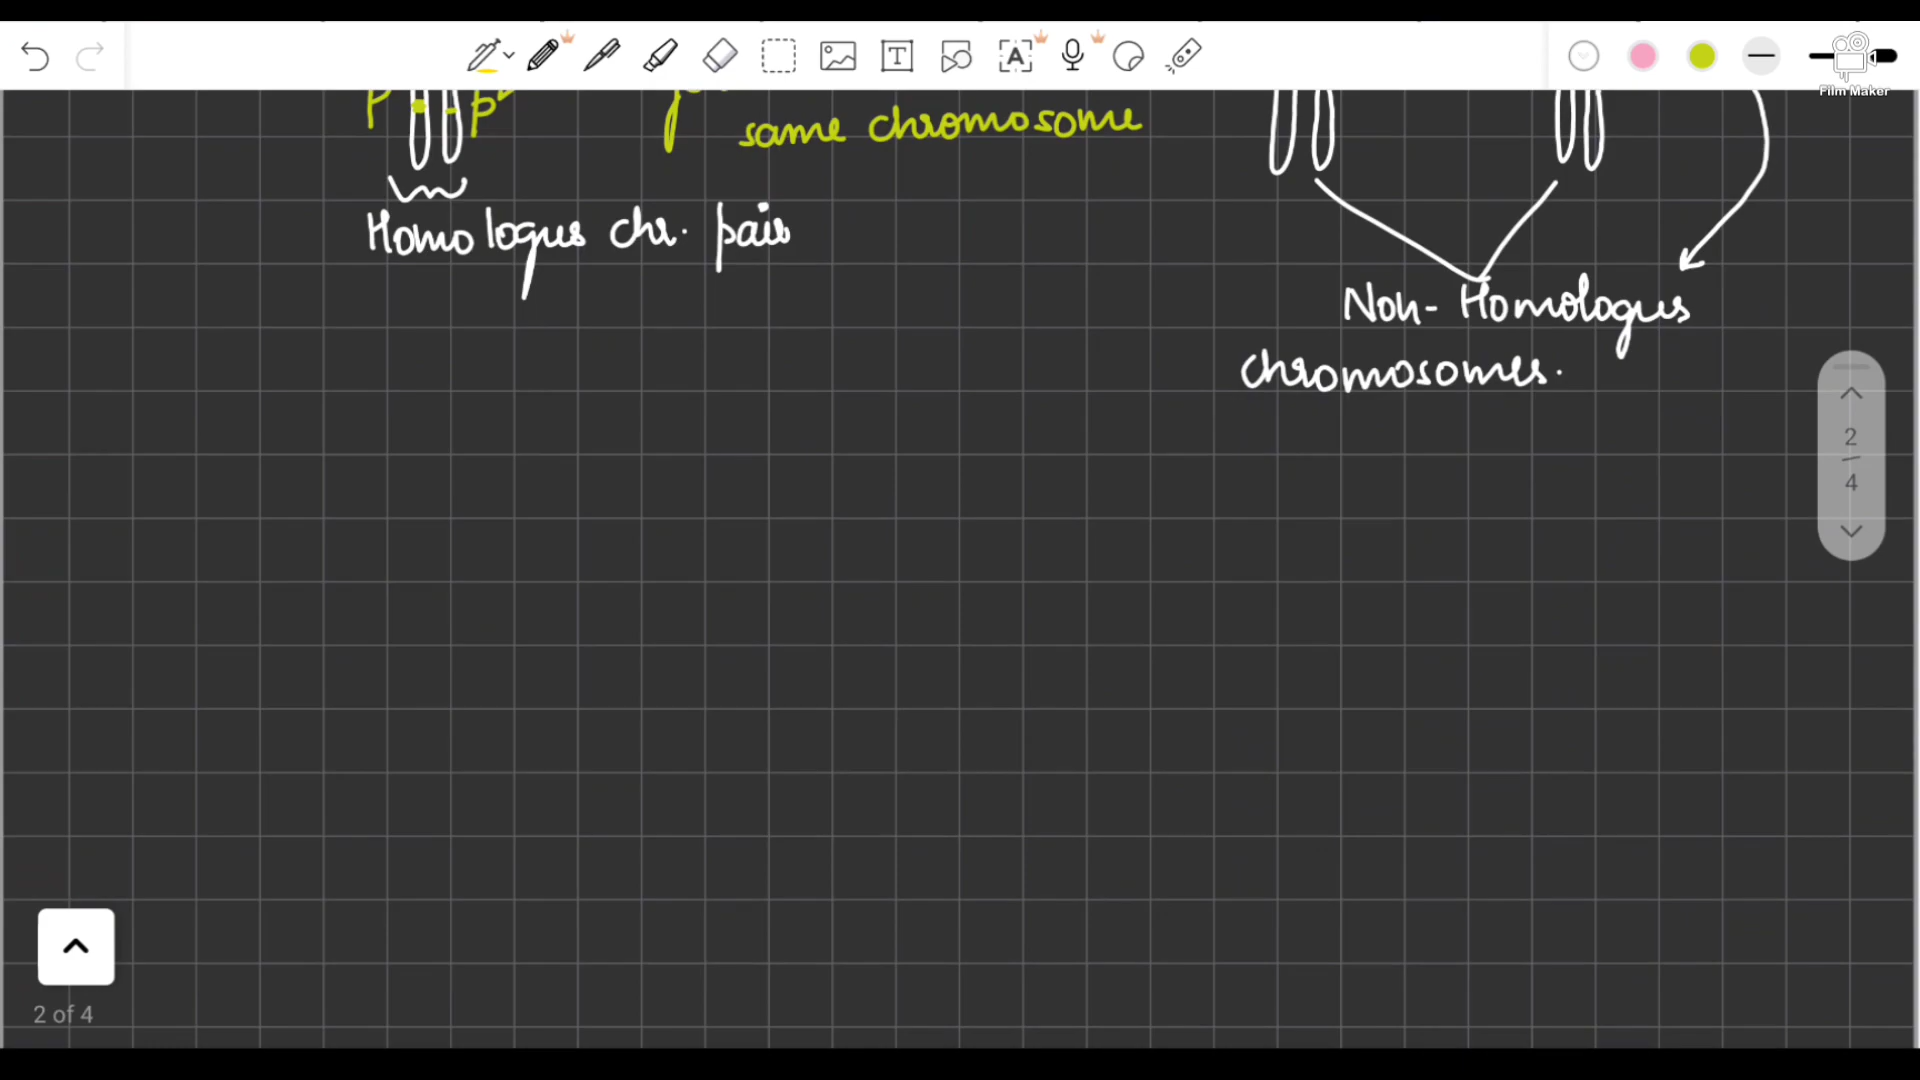 Film Maker
p p
same chromosome
Homologus chr. pair
Non- Homologus
chromosomes.
2
4
2 of 4